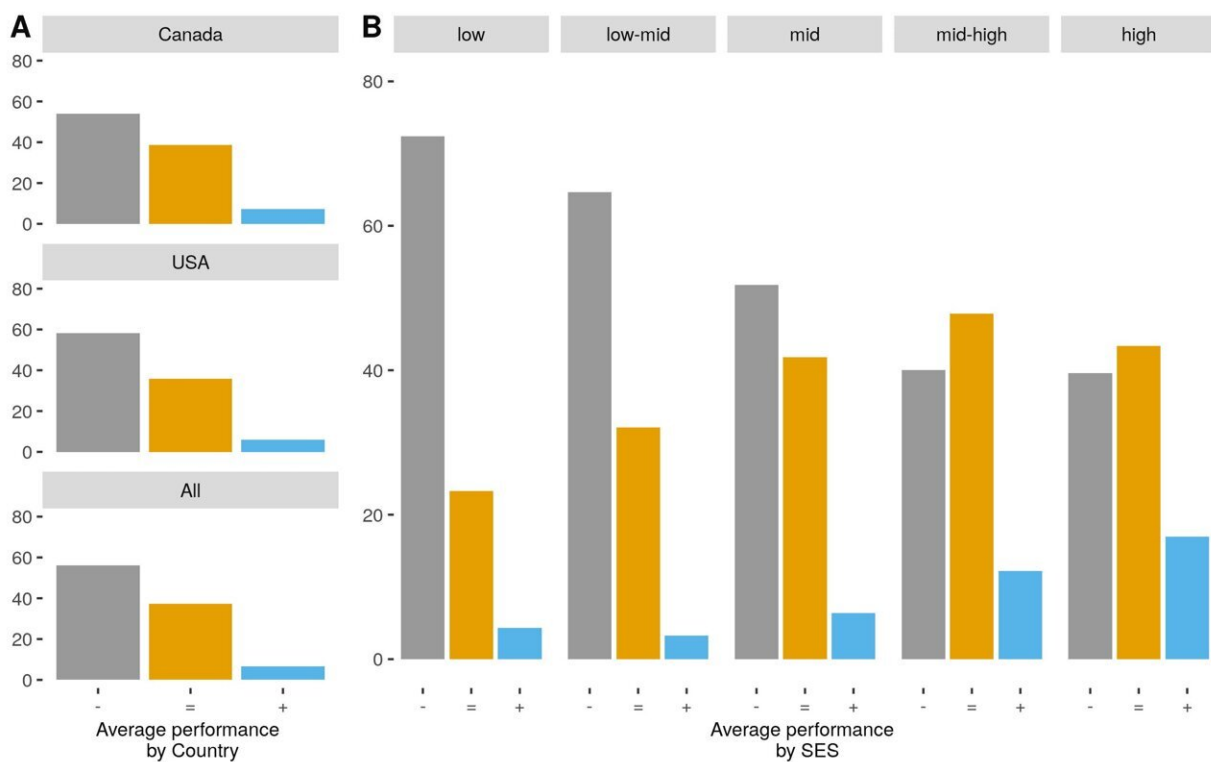 A
Canada
80
60
40
20
0
USA
80
60
40
20
0
All
80
60
40
20
0
- = +
Average performance
by Country
B
low low-mid mid mid-high high
80
60
40
20
0
- = + - = + - = + - = + - = +
Average performance
by SES